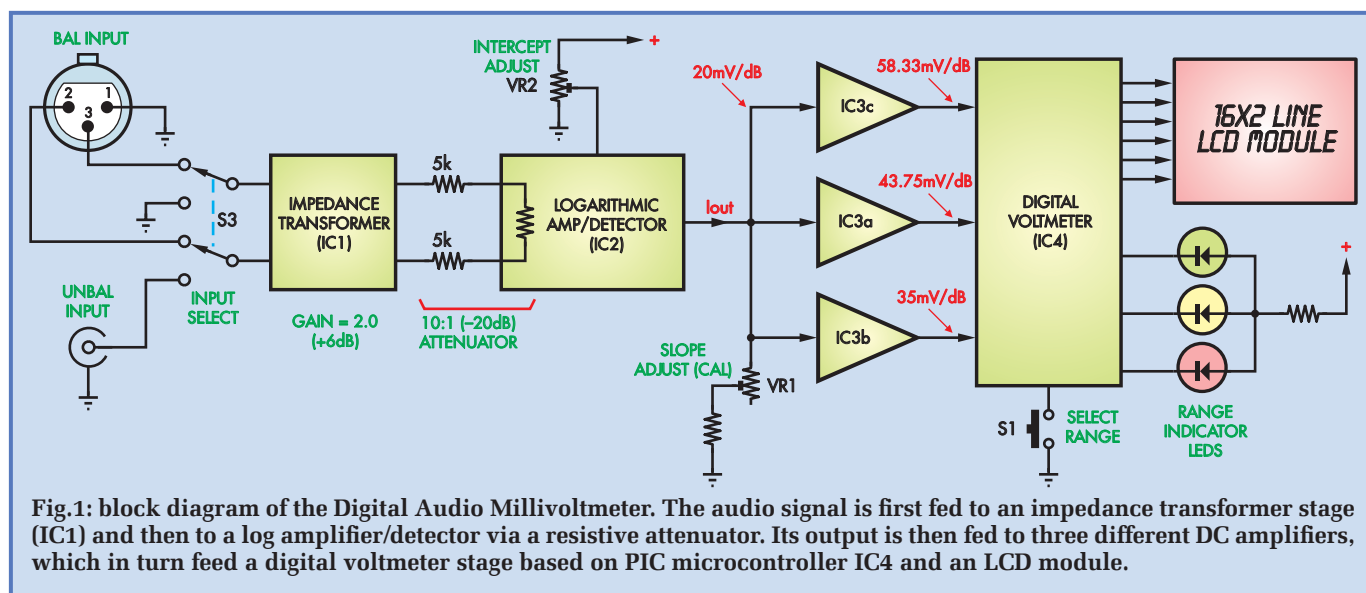 BAL INPUT
2
1
3
INTERCEPT
ADJUST
VR2
+
20mV/dB
58.33mV/dB
IC3c
16X2 LINE
LCD MODULE
5k
IMPEDANCE
TRANSFORMER
(IC1)
LOGARITHMIC
AMP/DETECTOR
(IC2)
Iout
43.75mV/dB
IC3a
DIGITAL
VOLTMETER
(IC4)
S3
5k
+
UNBAL
INPUT
INPUT
SELECT
GAIN = 2.0
(+6dB)
10:1 (–20dB)
ATTENUATOR
35mV/dB
IC3b
SLOPE
ADJUST (CAL)
VR1
S1
SELECT
RANGE
RANGE
INDICATOR
LEDS
Fig.1: block diagram of the Digital Audio Millivoltmeter. The audio signal is first fed to an impedance transformer stage
(IC1) and then to a log amplifier/detector via a resistive attenuator. Its output is then fed to three different DC amplifiers,
which in turn feed a digital voltmeter stage based on PIC microcontroller IC4 and an LCD module.